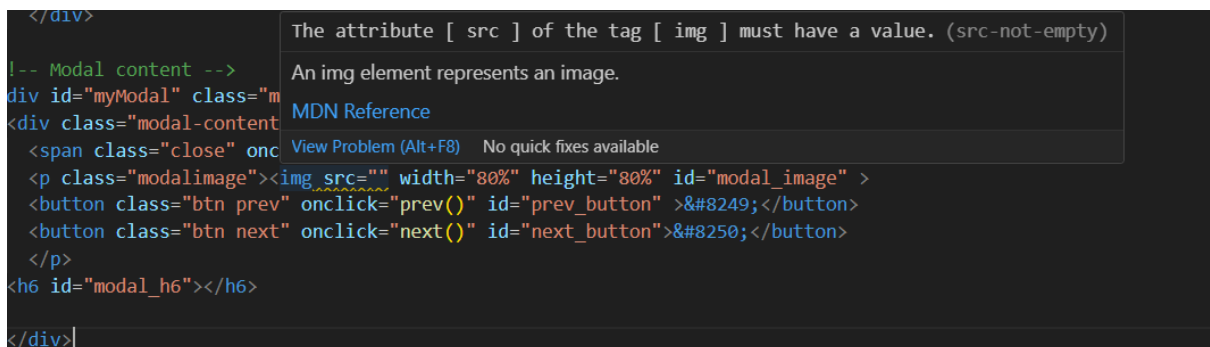 </div>
The attribute [ src ] of the tag [ img ] must have a value. (src-not-empty)
!-- Modal content -->
An img element represents an image.
div id="myModal" class="m
MDN Reference
<div class="modal-content
View Problem (Alt+F8) No quick fixes available
<span class="close" onc
<p class="modalimage"><img src="" width="80%" height="80%" id="modal_image" >
<button class="btn prev" onclick="prev()" id="prev_button" >&#8249;</button>
<button class="btn next" onclick="next()" id="next_button">&#8250;</button>
</p>
<h6 id="modal_h6"></h6>
</div>